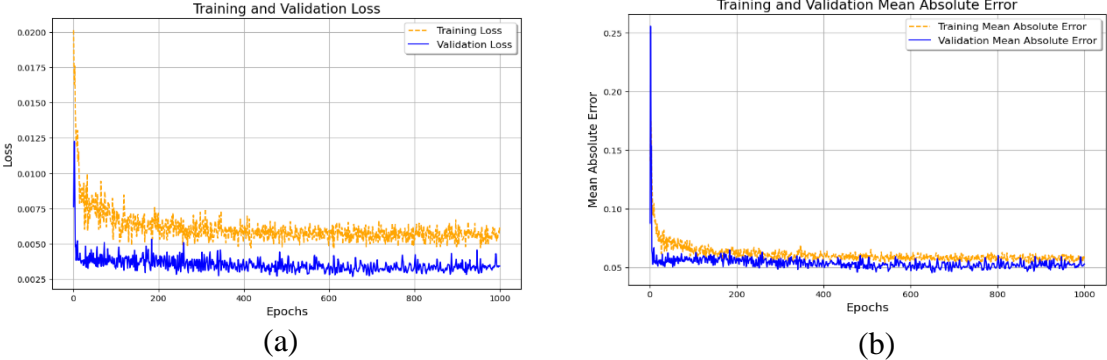 Training and Validation Loss
Training Loss
Validation Loss
0.0200
0.0175
0.0150
0.0125
0.0100
0.0075
0.0050
0.0025
Loss
0
200
400
600
800
1000
Epochs
(a)
Training and Validation Mean Absolute Error
Training Mean Absolute Error
Validation Mean Absolute Error
0.25
0.20
0.15
0.10
0.05
Mean Absolute Error
0
200
400
600
800
1000
Epochs
(b)